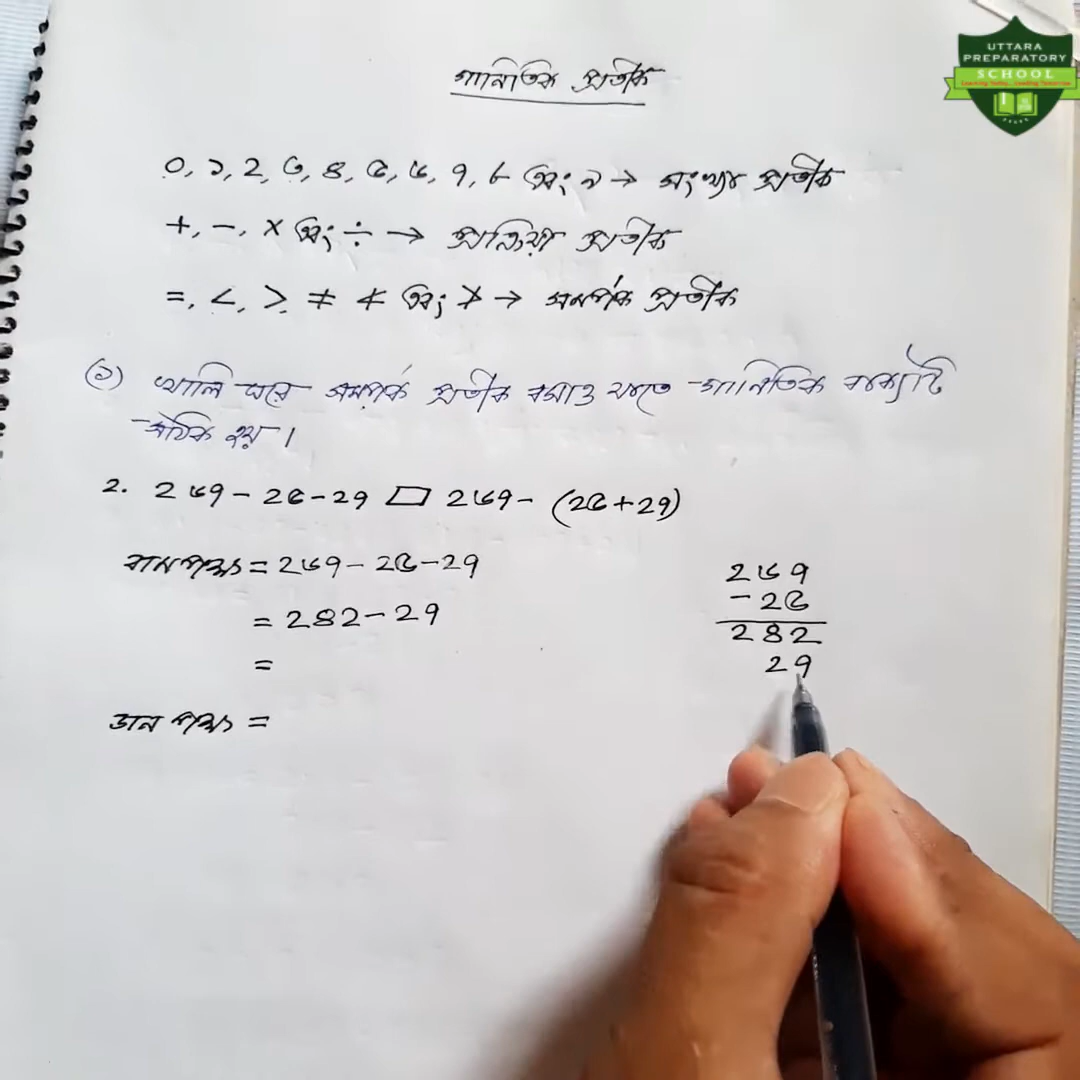 UTTARA
PREPARATORY
SCHOOL
গানিতিক প্রতীক
০, ১, ২, ৩, ৪, ৫, ৬, ৭, ৮ এবং ৯ → সংখ্যা প্রতীক
+, −, × এবং ÷ → প্রক্রিয়া প্রতীক
=, <, >, ≠ ≮ এবং ≯ → সম্পর্ক প্রতীক
(১) খালি ঘরে সম্পর্ক প্রতীক বসাও যাতে গানিতিক বাক্যটি
সঠিক হয়।
২. ২৬৭ − ২৫ − ২৭ □ ২৬৭ − (২৫ + ২৭)
বামপক্ষ = ২৬৭ − ২৫ − ২৭
= ২৪২ − ২৭
=
ডান পক্ষ =
২৬৭
− ২৫
২৪২
২৭